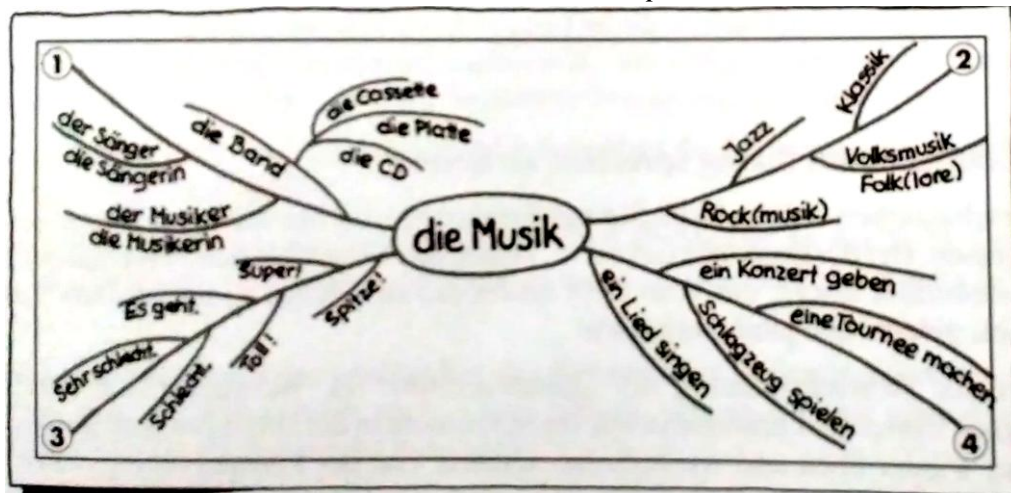 1
der Sänger
die Sängerin
der Musiker
die Musikerin
die Band
die Cassette
die Platte
die CD
die Musik
2
Klassik
Jazz
Volksmusik
Folk(lore)
Rock(musik)
3
Super!
Spitze!
Es geht.
Toll!
Sehr schlecht.
Schlecht.
4
ein Konzert geben
eine Tournee machen
Schlagzeug spielen
ein Lied singen